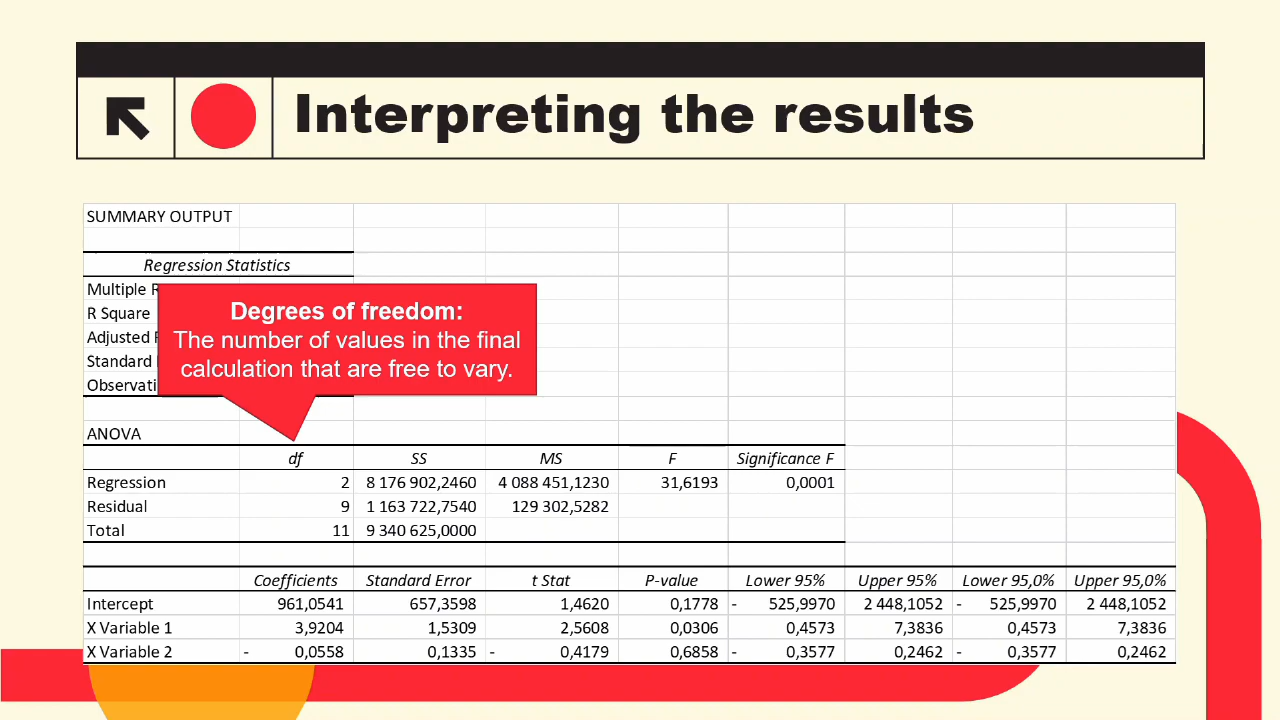 Interpreting the results
SUMMARY OUTPUT
Regression Statistics
Multiple R
R Square
Adjusted
Standard
Observati
Degrees of freedom:
The number of values in the final
calculation that are free to vary.
ANOVA
df SS MS F Significance F
Regression 2 8 176 902,2460 4 088 451,1230 31,6193 0,0001
Residual 9 1 163 722,7540 129 302,5282
Total 11 9 340 625,0000
Coefficients Standard Error t Stat P-value Lower 95% Upper 95% Lower 95,0% Upper 95,0%
Intercept 961,0541 657,3598 1,4620 0,1778 - 525,9970 2 448,1052 - 525,9970 2 448,1052
X Variable 1 3,9204 1,5309 2,5608 0,0306 0,4573 7,3836 0,4573 7,3836
X Variable 2 - 0,0558 0,1335 - 0,4179 0,6858 - 0,3577 0,2462 - 0,3577 0,2462